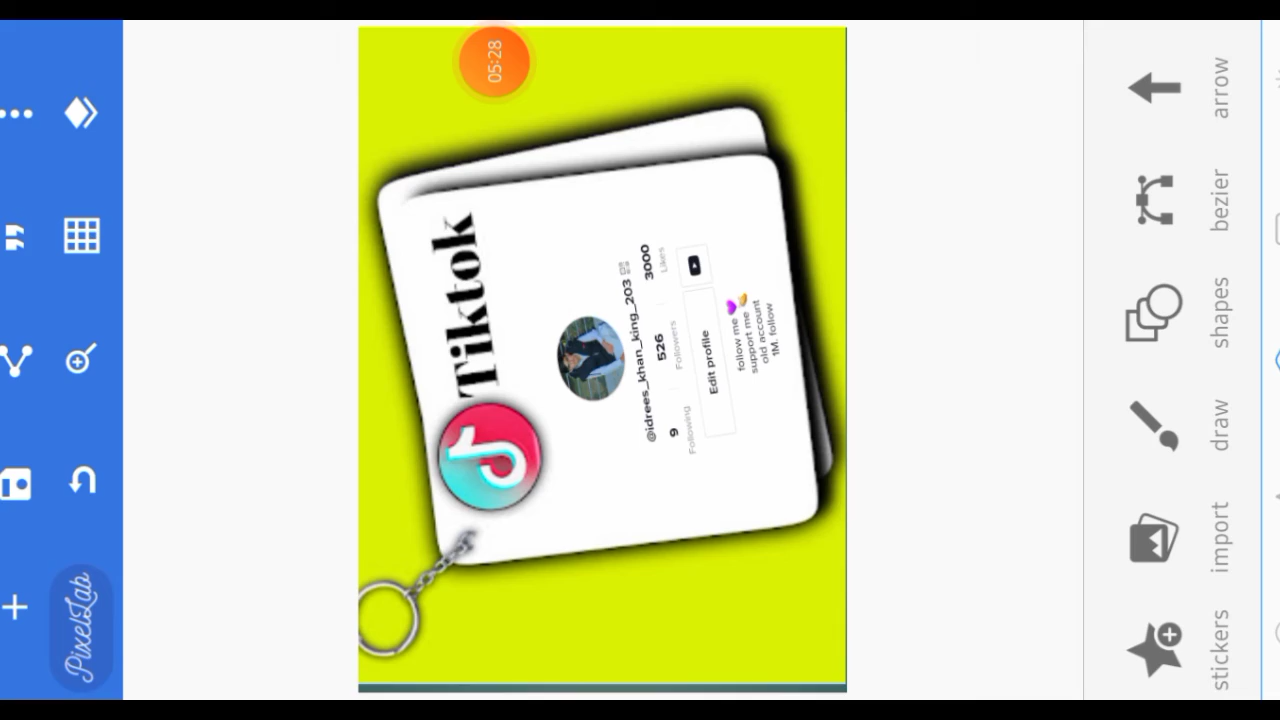 PixelLab
05:28
Tiktok
@idrees_khan_king_203
9 526 3000
Following Followers Likes
Edit profile
follow me
support me
old account
1M. follow
stickers import draw shapes bezier arrow